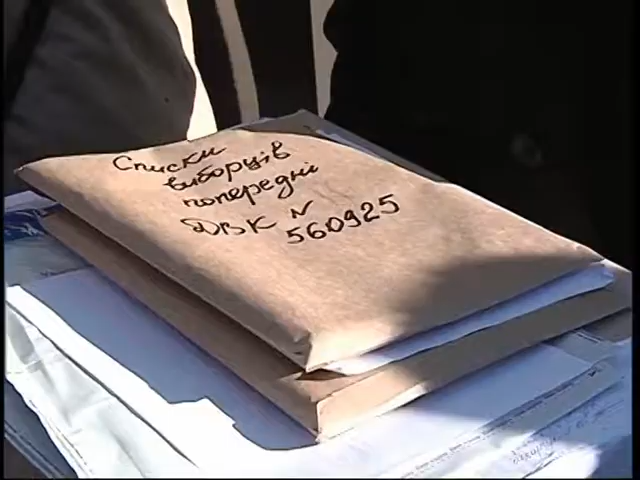 Списки
виборців
попередні
ДВК №
560925